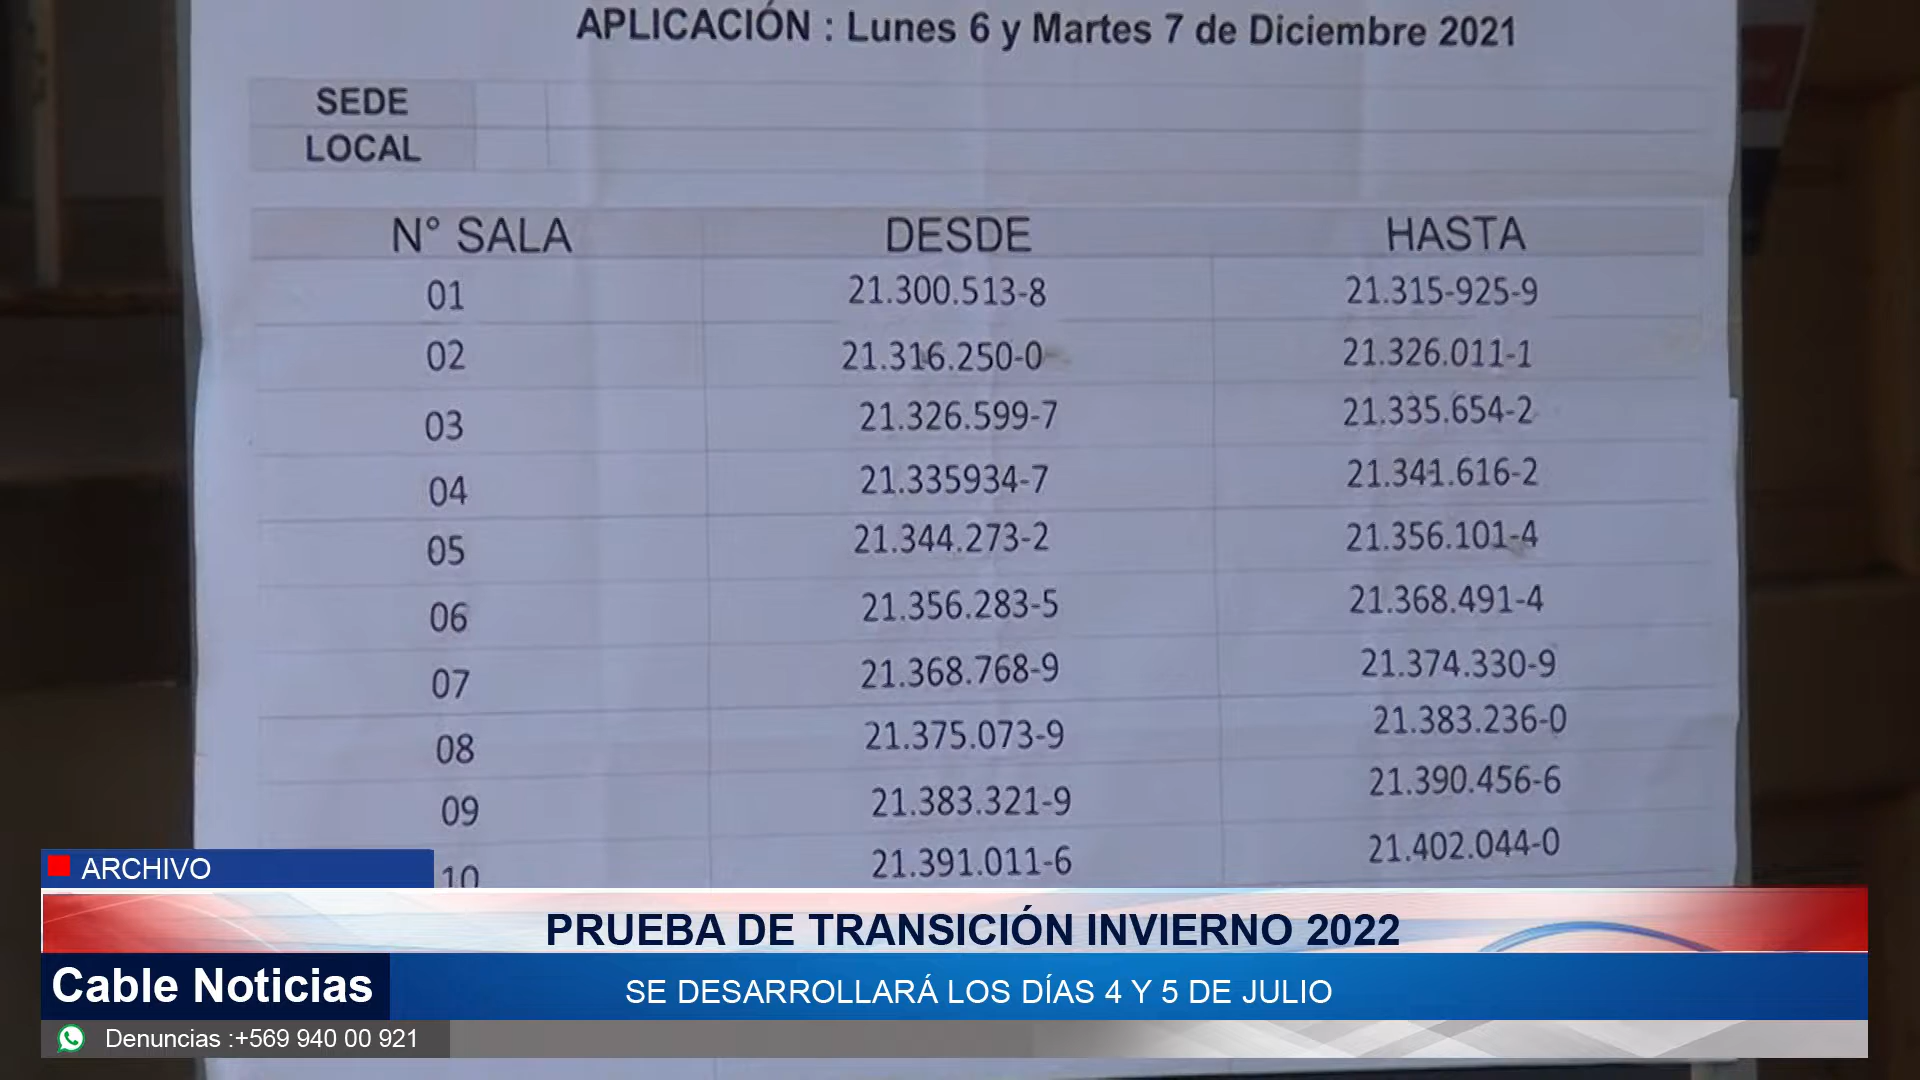 APLICACIÓN : Lunes 6 y Martes 7 de Diciembre 2021
SEDE
LOCAL
N° SALA DESDE HASTA
01 21.300.513-8 21.315-925-9
02 21.316.250-0 21.326.011-1
03 21.326.599-7 21.335.654-2
04 21.335934-7 21.341.616-2
05 21.344.273-2 21.356.101-4
06 21.356.283-5 21.368.491-4
07 21.368.768-9 21.374.330-9
08 21.375.073-9 21.383.236-0
09 21.383.321-9 21.390.456-6
10 21.391.011-6 21.402.044-0
ARCHIVO
PRUEBA DE TRANSICIÓN INVIERNO 2022
Cable Noticias
SE DESARROLLARÁ LOS DÍAS 4 Y 5 DE JULIO
Denuncias :+569 940 00 921